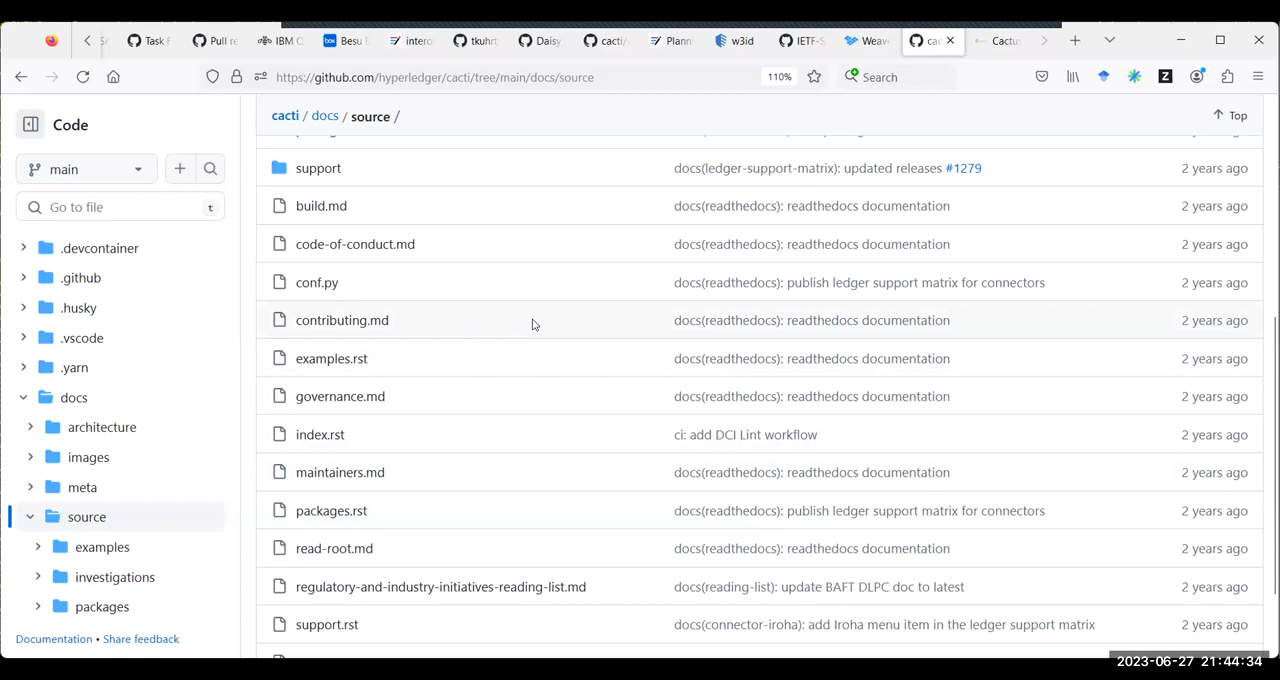 Task F
Pull re
IBM Q
box
Besu E
intero
tkuhrt
Daisy
cacti/
Plann
w3id
IETF-S
Weav
cac
Cactu
https://github.com/hyperledger/cacti/tree/main/docs/source
110%
Search
Z
Code
main
Go to file
t
.devcontainer
.github
.husky
.vscode
.yarn
docs
architecture
images
meta
source
examples
investigations
packages
Documentation • Share feedback
cacti / docs / source /
Top
support docs(ledger-support-matrix): updated releases #1279 2 years ago
build.md docs(readthedocs): readthedocs documentation 2 years ago
code-of-conduct.md docs(readthedocs): readthedocs documentation 2 years ago
conf.py docs(readthedocs): publish ledger support matrix for connectors 2 years ago
contributing.md docs(readthedocs): readthedocs documentation 2 years ago
examples.rst docs(readthedocs): readthedocs documentation 2 years ago
governance.md docs(readthedocs): readthedocs documentation 2 years ago
index.rst ci: add DCI Lint workflow 2 years ago
maintainers.md docs(readthedocs): readthedocs documentation 2 years ago
packages.rst docs(readthedocs): publish ledger support matrix for connectors 2 years ago
read-root.md docs(readthedocs): readthedocs documentation 2 years ago
regulatory-and-industry-initiatives-reading-list.md docs(reading-list): update BAFT DLPC doc to latest 2 years ago
support.rst docs(connector-iroha): add Iroha menu item in the ledger support matrix 2 years ago
2023-06-27 21:44:34